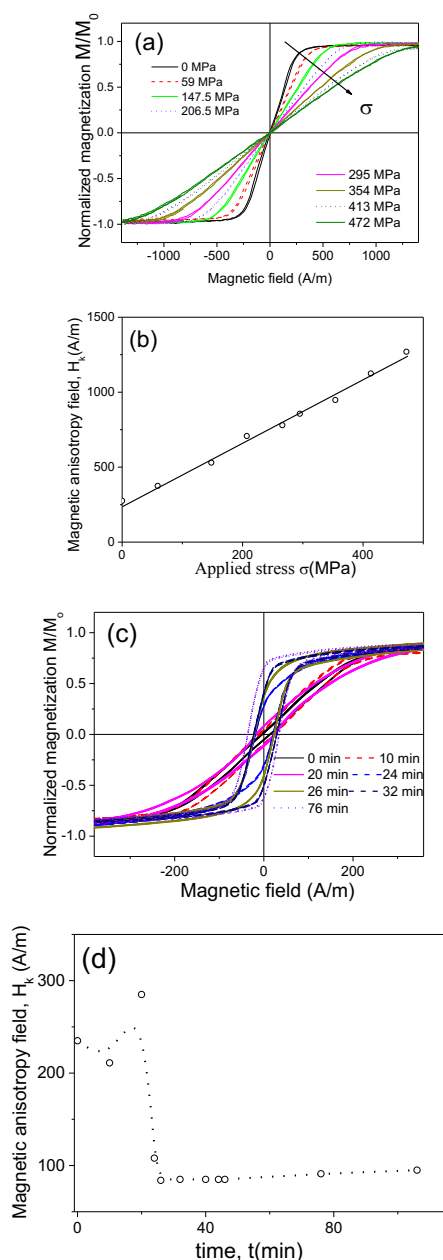 (a)
Normalized magnetization M/M0
1.0
0.5
0.0
-0.5
-1.0
0 MPa
59 MPa
147.5 MPa
206.5 MPa
σ
295 MPa
354 MPa
413 MPa
472 MPa
-1000 -500 0 500 1000
Magnetic field (A/m)
(b)
Magnetic anisotropy field, Hk(A/m)
1500
1000
500
0
0 200 400
Applied stress σ(MPa)
(c)
Normalized magnetization M/Mo
1.0
0.5
0.0
-0.5
-1.0
0 min 10 min
20 min 24 min
26 min 32 min
76 min
-200 0 200
Magnetic field (A/m)
(d)
Magnetic anisotropy field, Hk (A/m)
300
200
100
0 40 80
time, t(min)